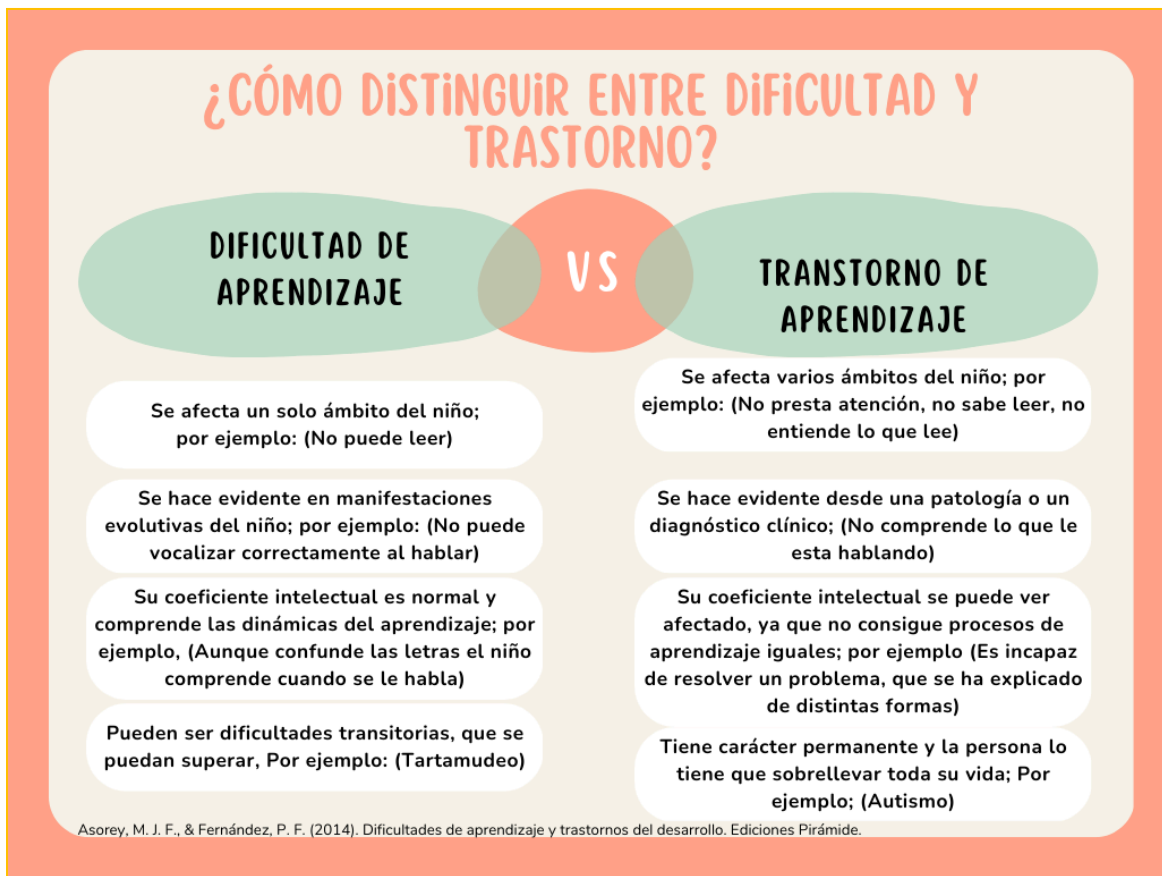 ¿CÓMO DiSTiNGUiR ENTRE DiFiCULTAD Y
TRASTORNO?
DIFICULTAD DE
APRENDIZAJE
VS
TRANSTORNO DE
APRENDIZAJE
Se afecta un solo ámbito del niño;
por ejemplo: (No puede leer)
Se hace evidente en manifestaciones
evolutivas del niño; por ejemplo: (No puede
vocalizar correctamente al hablar)
Su coeficiente intelectual es normal y
comprende las dinámicas del aprendizaje; por
ejemplo, (Aunque confunde las letras el niño
comprende cuando se le habla)
Pueden ser dificultades transitorias, que se
puedan superar, Por ejemplo: (Tartamudeo)
Se afecta varios ámbitos del niño; por
ejemplo: (No presta atención, no sabe leer, no
entiende lo que lee)
Se hace evidente desde una patología o un
diagnóstico clínico; (No comprende lo que le
esta hablando)
Su coeficiente intelectual se puede ver
afectado, ya que no consigue procesos de
aprendizaje iguales; por ejemplo (Es incapaz
de resolver un problema, que se ha explicado
de distintas formas)
Tiene carácter permanente y la persona lo
tiene que sobrellevar toda su vida; Por
ejemplo; (Autismo)
Asorey, M. J. F., & Fernández, P. F. (2014). Dificultades de aprendizaje y trastornos del desarrollo. Ediciones Pirámide.